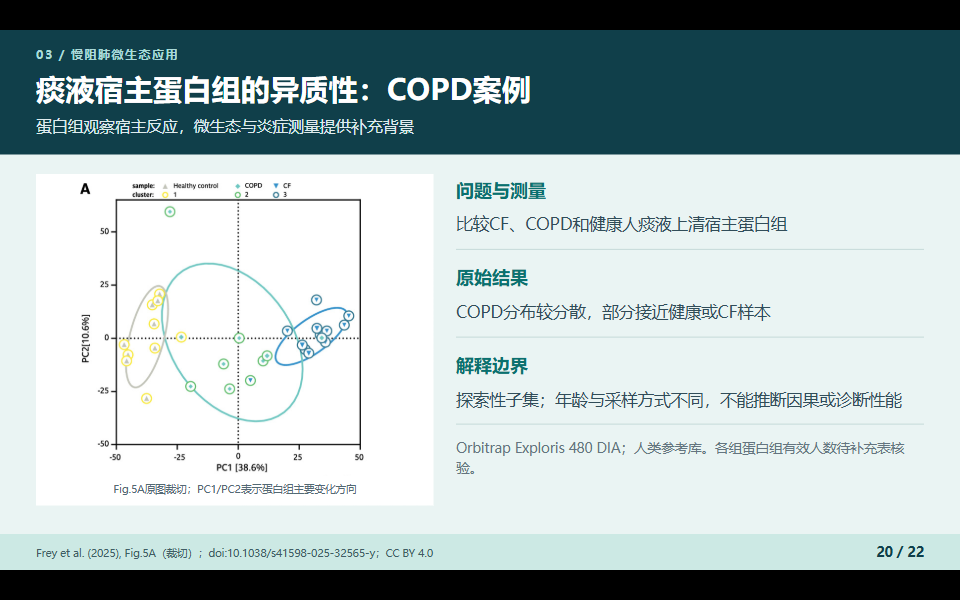 03 / 慢阻肺微生态应用
痰液宿主蛋白组的异质性：COPD案例
蛋白组观察宿主反应，微生态与炎症测量提供补充背景
A
sample: Healthy control COPD CF
cluster: 1 2 3
50
25
0
-25
-50
-50 -25 0 25 50
PC2[10.6%]
PC1 [38.6%]
Fig.5A原图裁切；PC1/PC2表示蛋白组主要变化方向
问题与测量
比较CF、COPD和健康人痰液上清宿主蛋白组
原始结果
COPD分布较分散，部分接近健康或CF样本
解释边界
探索性子集；年龄与采样方式不同，不能推断因果或诊断性能
Orbitrap Exploris 480 DIA；人类参考库。各组蛋白组有效人数待补充表核
验。
Frey et al. (2025), Fig.5A（裁切）；doi:10.1038/s41598-025-32565-y；CC BY 4.0
20 / 22